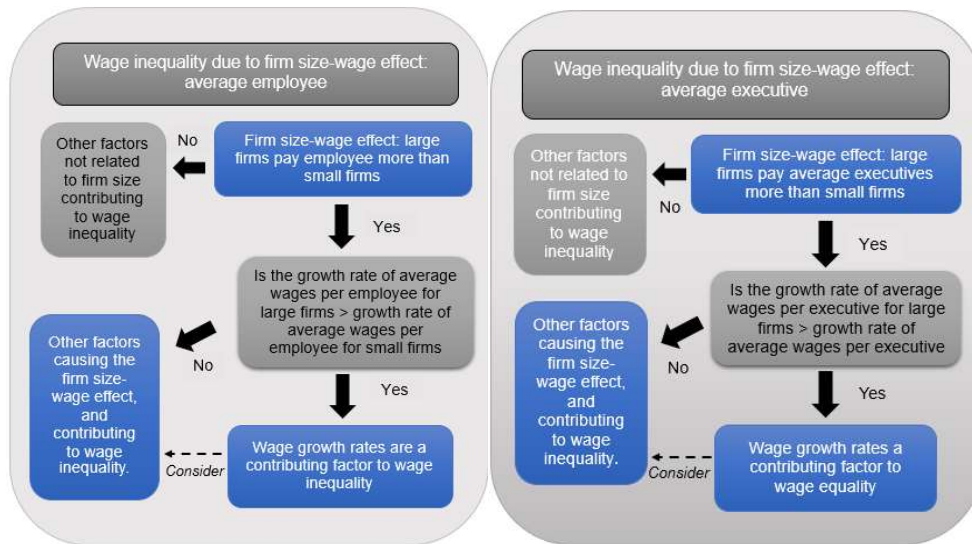 Wage inequality due to firm size-wage effect:
average employee
No
Other factors
not related
to firm size
contributing
to wage
inequality
Firm size-wage effect: large
firms pay employee more than
small firms
Yes
Is the growth rate of average
wages per employee for
large firms > growth rate of
average wages per
employee for small firms
No
Other factors
causing the
firm size-
wage effect,
and
contributing
to wage
inequality.
Yes
Wage growth rates are a
contributing factor to wage
inequality
Consider
Wage inequality due to firm size-wage effect:
average executive
Other factors
not related to
firm size
contributing
to wage
inequality
No
Firm size-wage effect: large
firms pay average executives
more than small firms
Yes
Is the growth rate of average
wages per executive for large
firms > growth rate of
average wages per executive
No
Other factors
causing the
firm size-
wage effect,
and
contributing
to wage
inequality.
Yes
Wage growth rates a
contributing factor to
wage equality
Consider